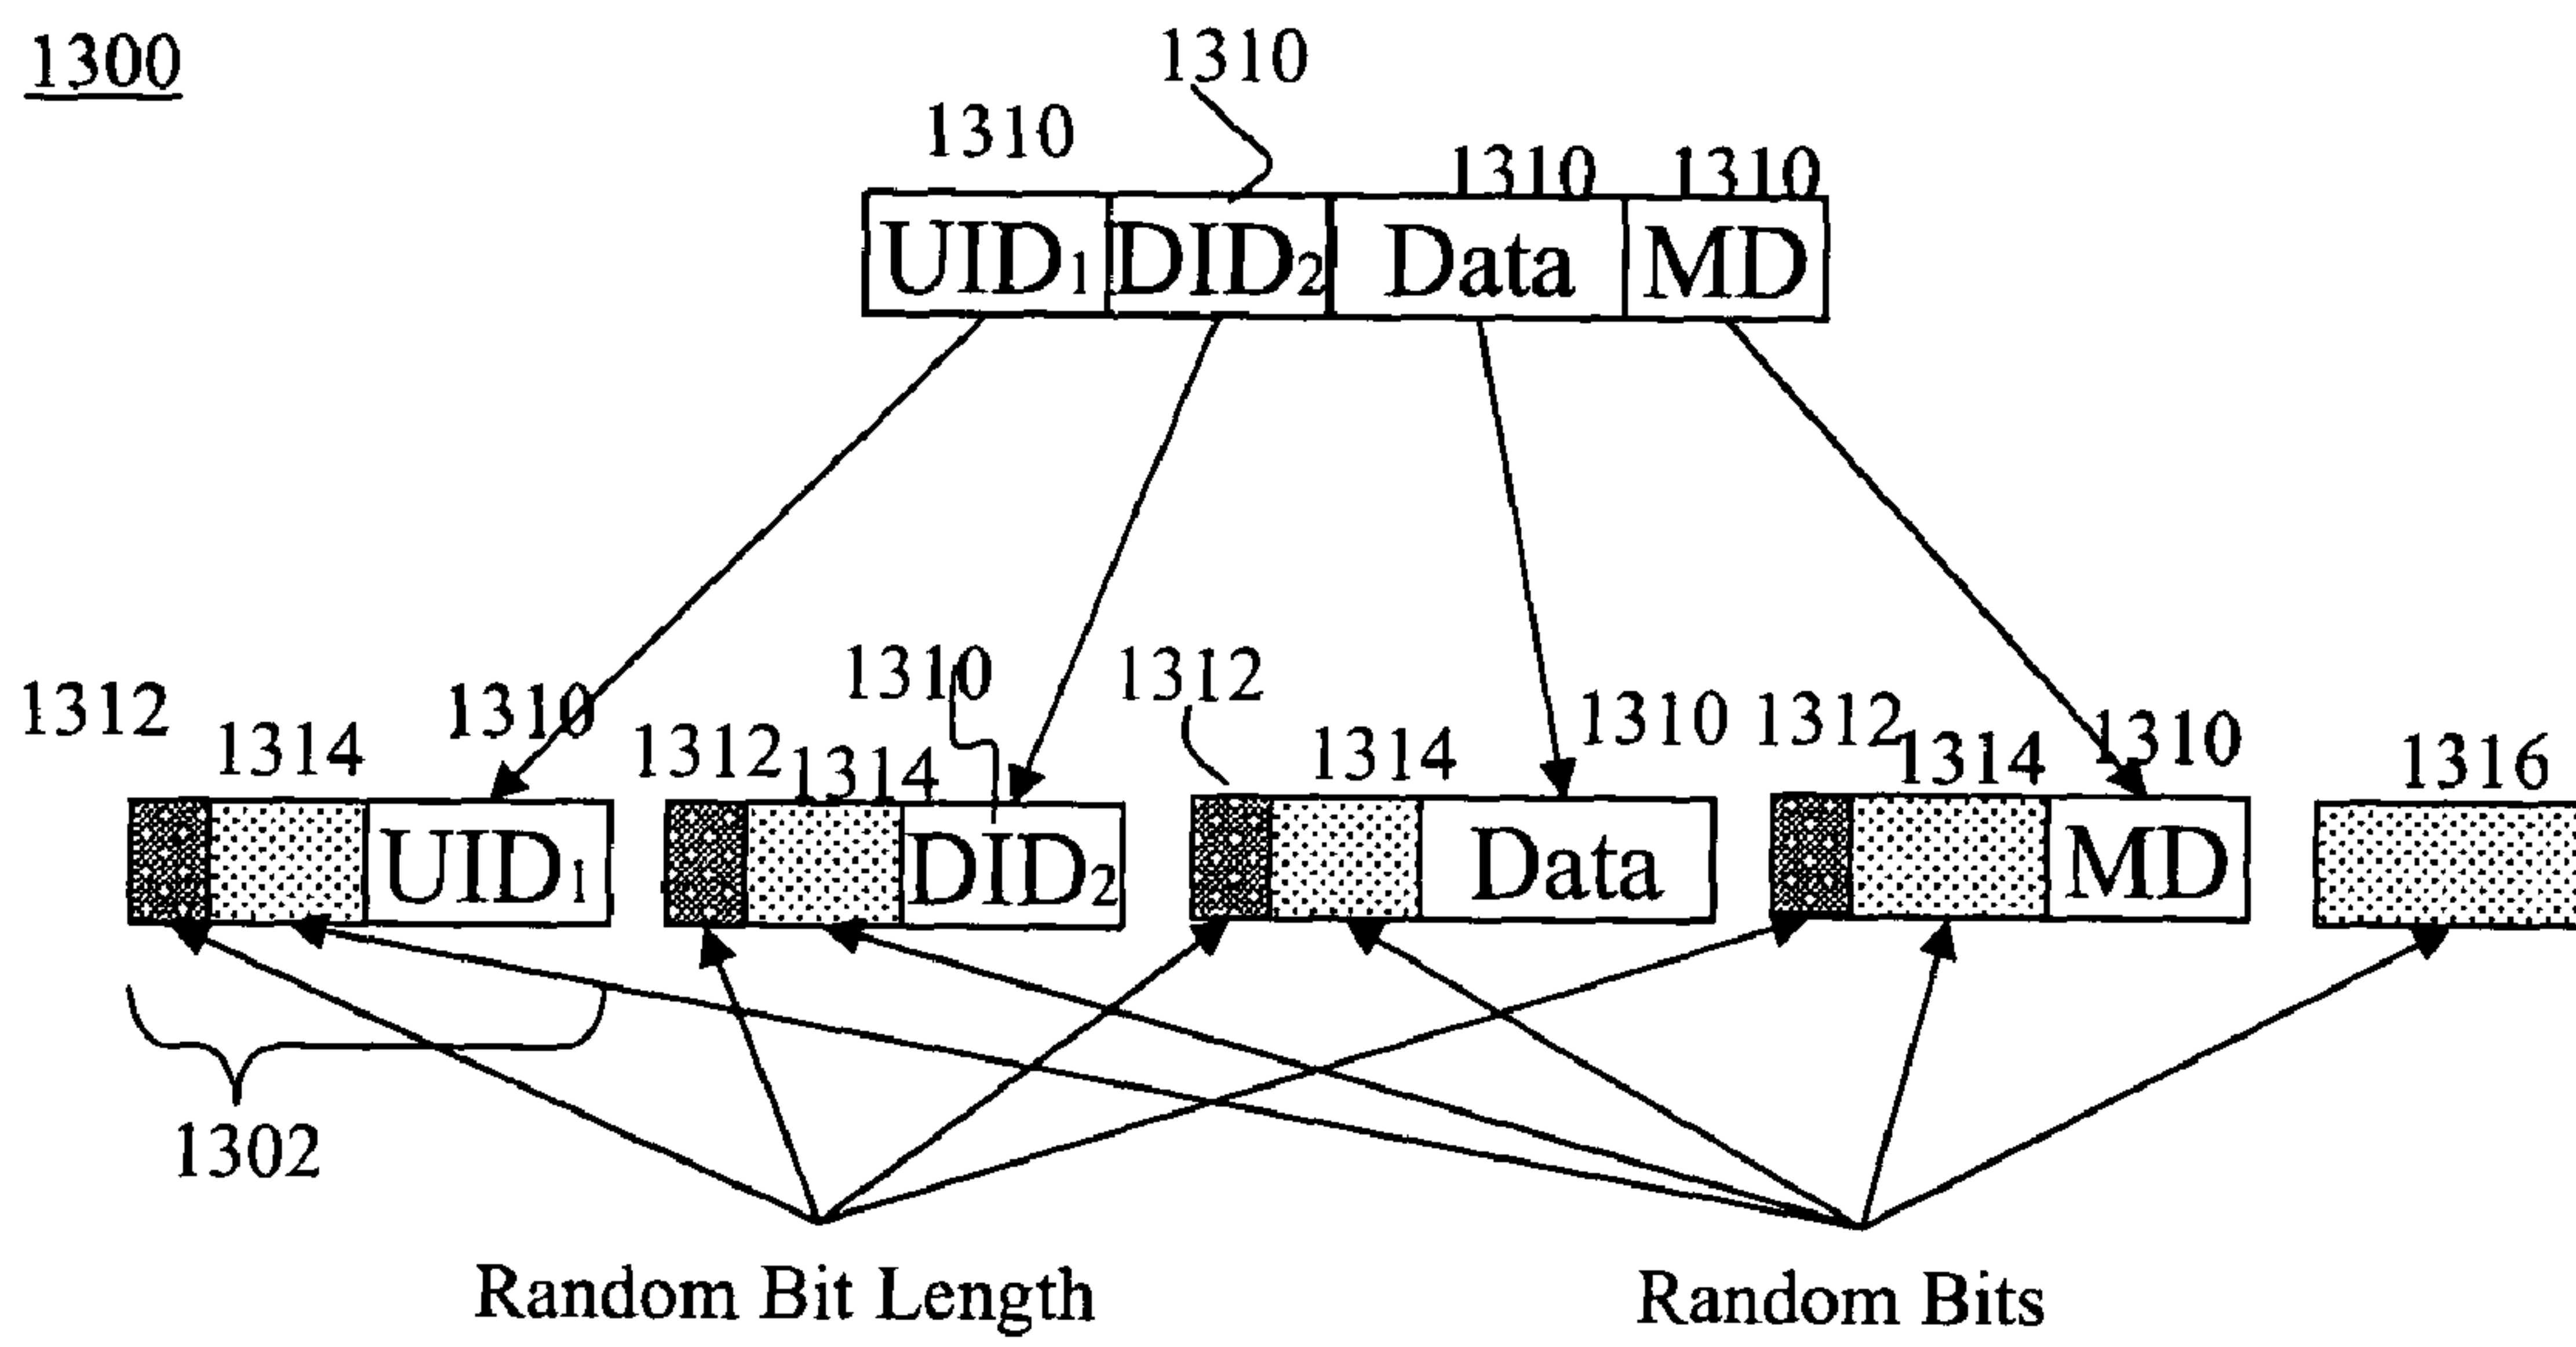 1300
1310
1310
1310 1310
UID1 DID2 Data MD
1310 1312
1312 1310 1310 1312 1310
1314 1312 1314 1314 1314 1316
UID1 DID2 Data MD
1302
Random Bit Length Random Bits